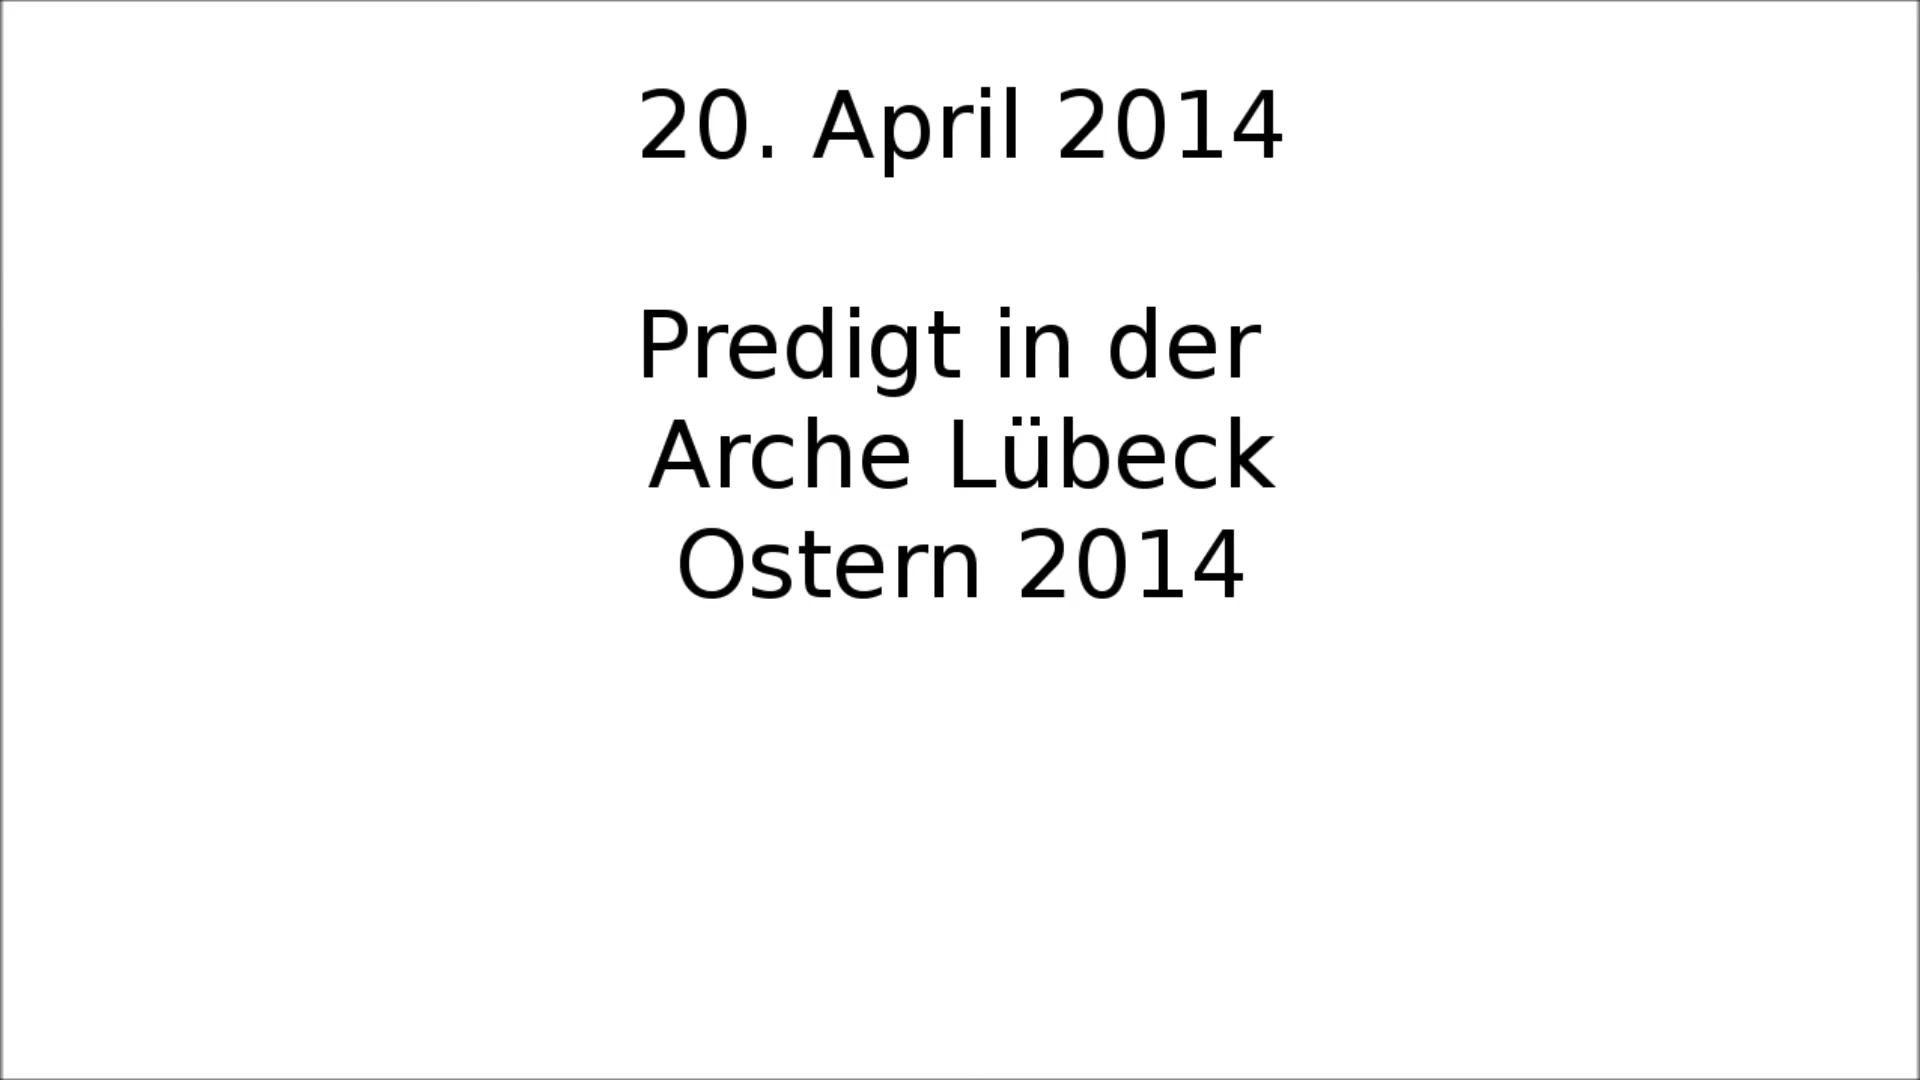 20. April 2014
Predigt in der
Arche Lübeck
Ostern 2014